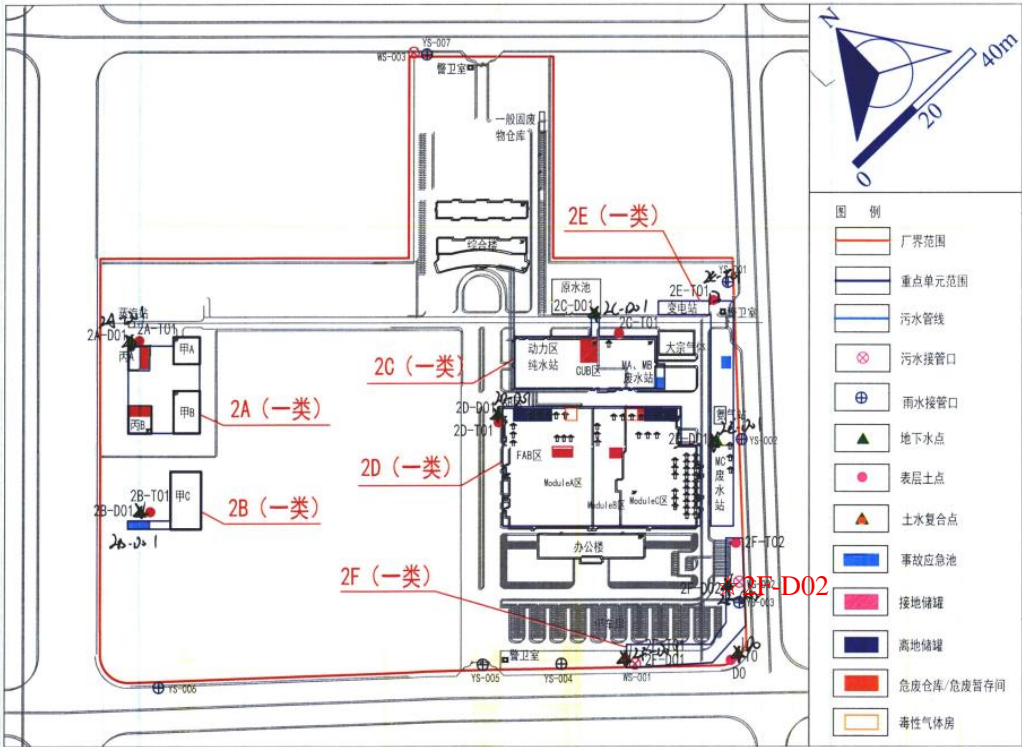 YS-007
WS-003
警卫室
N
40m
20
0
一般固废
物仓库
图 例
厂界范围
重点单元范围
污水管线
污水接管口
雨水接管口
地下水点
表层土点
土水复合点
事故应急池
接地储罐
离地储罐
危废仓库/危废暂存间
毒性气体房
综合楼
2E（一类）
原水池
2C-D01
2C-D01
2E-T01
变电站
警卫室
2C-T01
大宗气体
2A-D01
2A-T01
丙A
甲A
动力区
纯水站
CUB区
MA、MB
废水站
2C（一类）
甲B
丙B
2A（一类）
2D-D01
2D-T01
YS-002
MC
废
水
站
FAB区
2D（一类）
ModuleA区
ModuleB区
ModuleC区
甲C
2B-T01
2B-D01
2B（一类）
2B-D01
办公楼
2F-T02
2F（一类）
2F-D02
2F-D02
YS-003
警卫室
2F-D01
WS-001
YS-005
YS-004
YS-006
D0